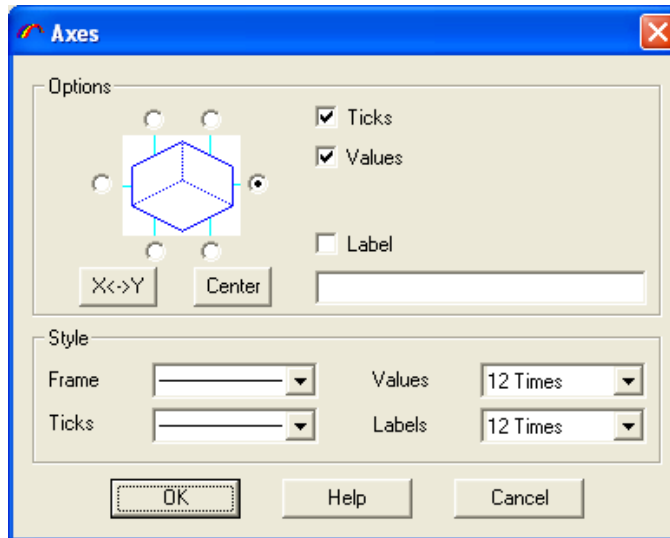 Axes
Options
Ticks
Values
Label
X<->Y
Center
Style
Frame
Values
12 Times
Ticks
Labels
12 Times
OK
Help
Cancel